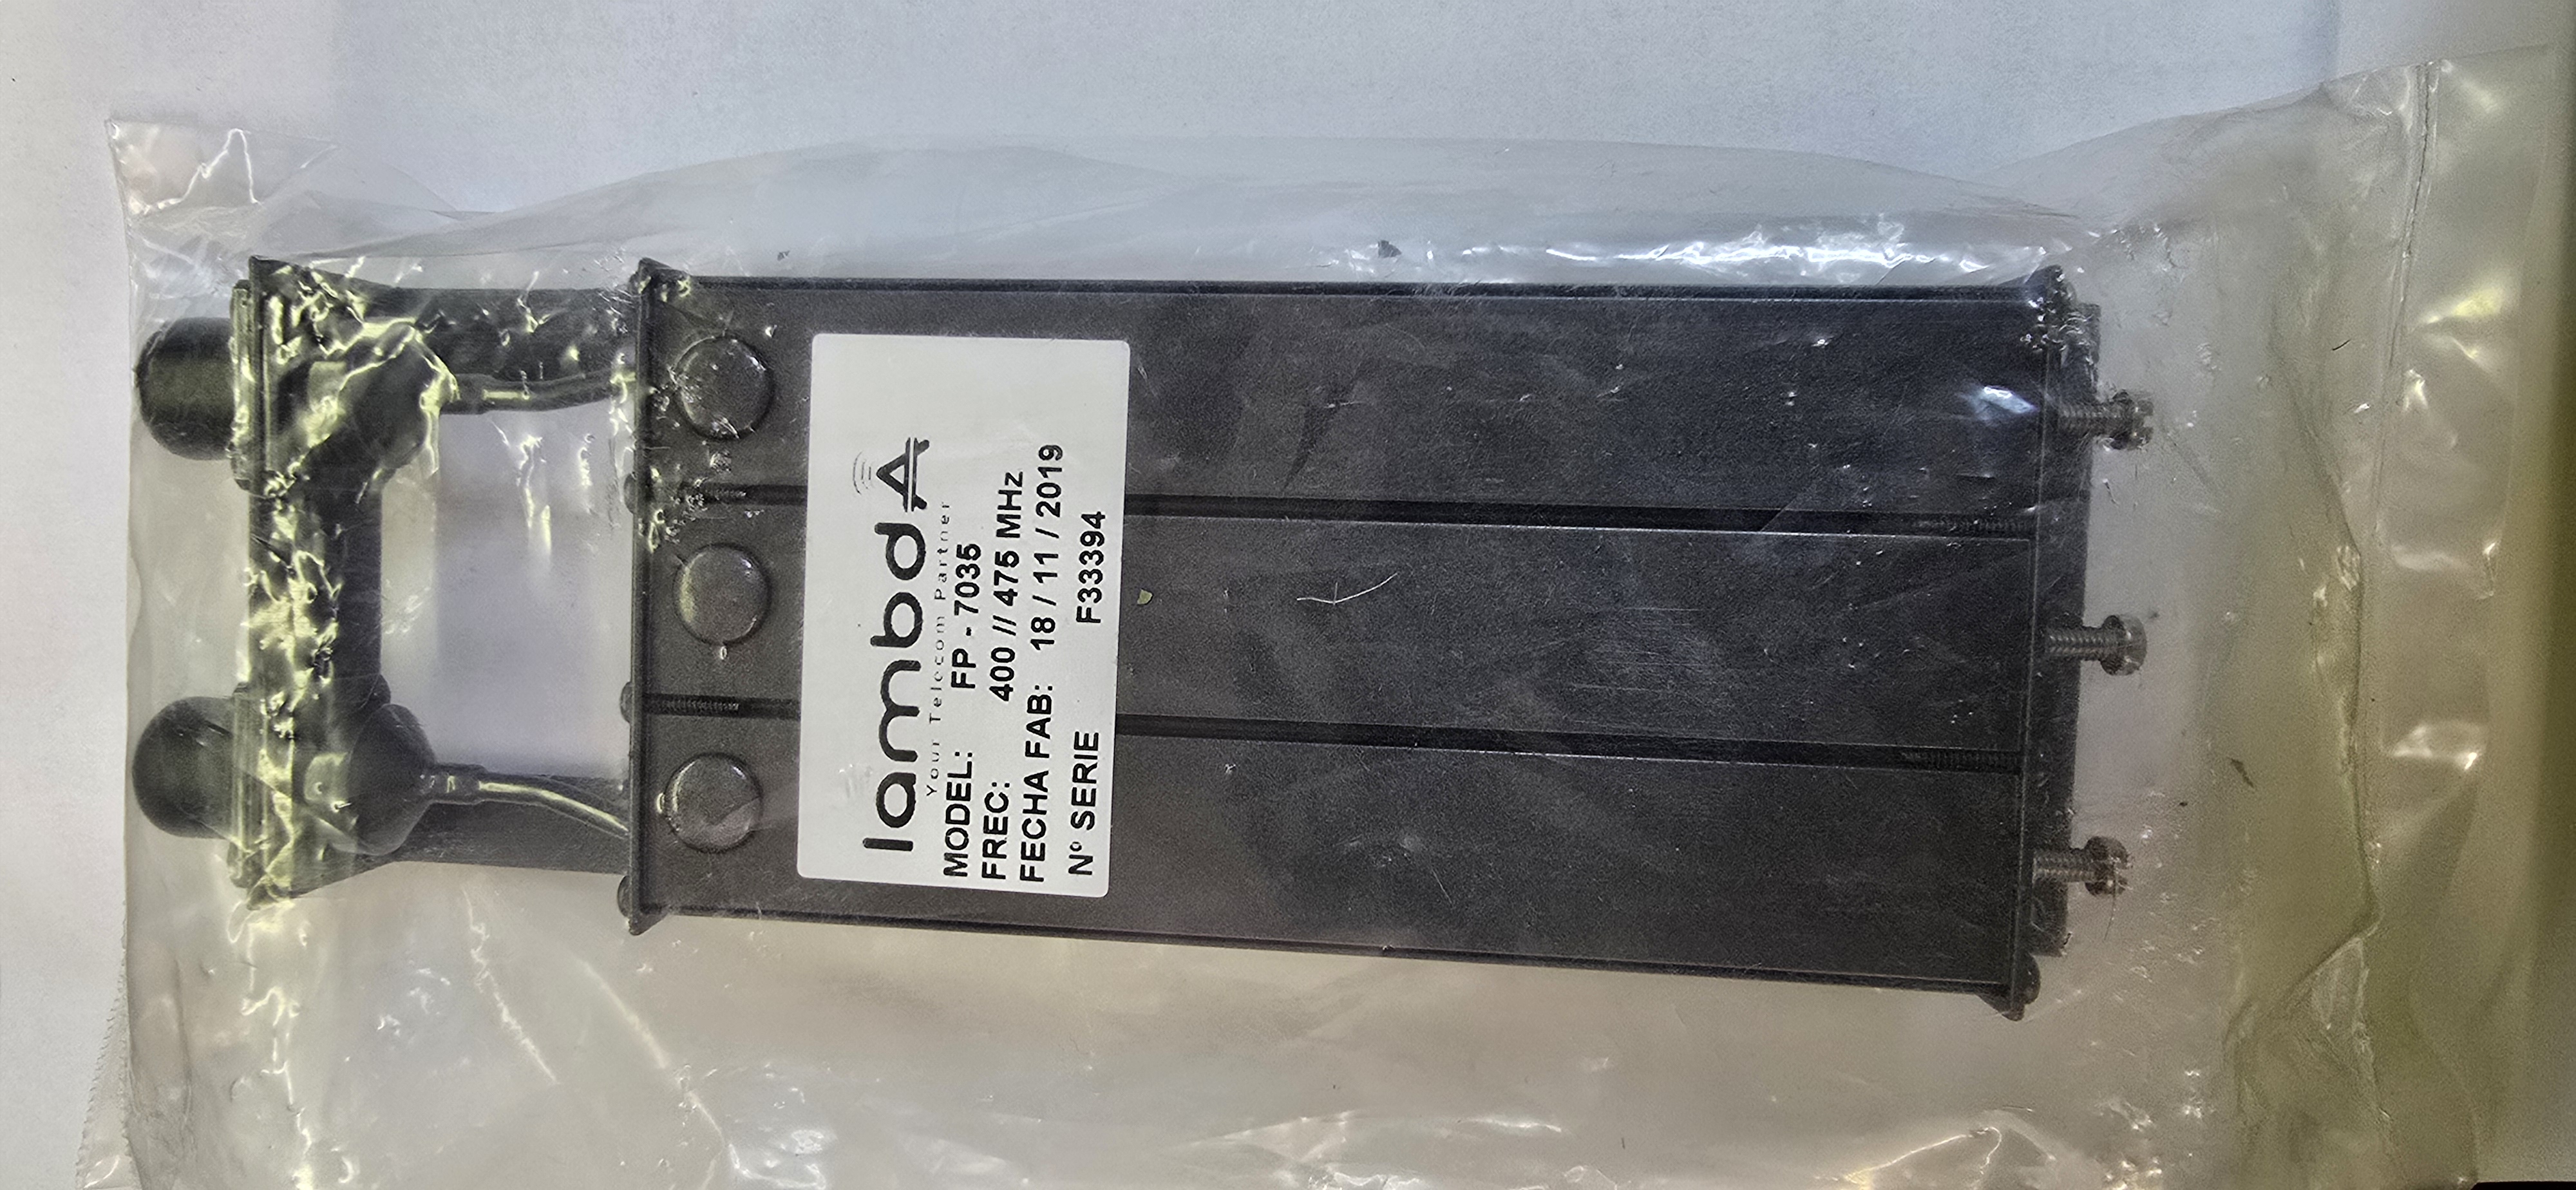 lambdA
Your Telecom Partner
MODEL: FP - 7035
FREC: 400 // 475 MHz
FECHA FAB: 18 / 11 / 2019
Nº SERIE F33394